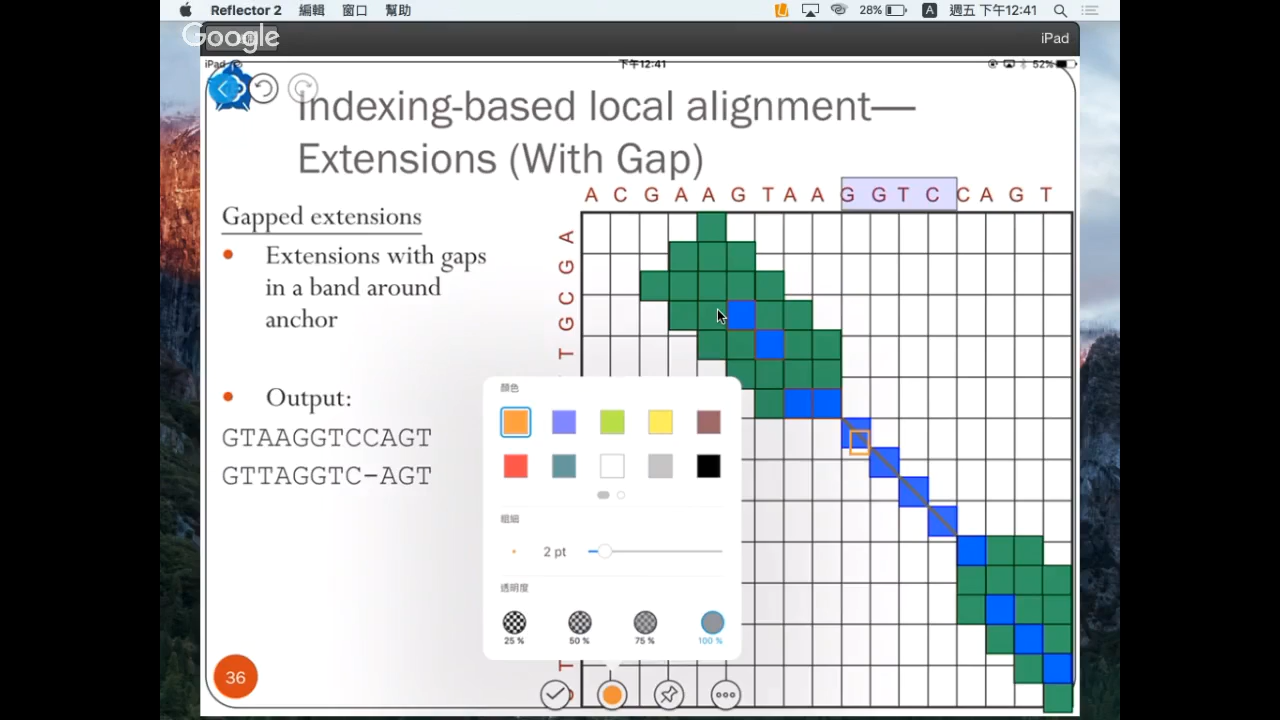 Reflector 2 編輯 窗口 幫助
28% A 週五 下午12:41
Google
iPad
iPad 下午12:41 52%
Indexing-based local alignment—
Extensions (With Gap)
A C G A A G T A A G G T C C A G T
Gapped extensions
Extensions with gaps
in a band around
anchor
Output:
GTAAGGTCCAGT
GTTAGGTC-AGT
A
G
C
G
T
顏色
粗細
2 pt
透明度
25 %
50 %
75 %
100 %
T
36